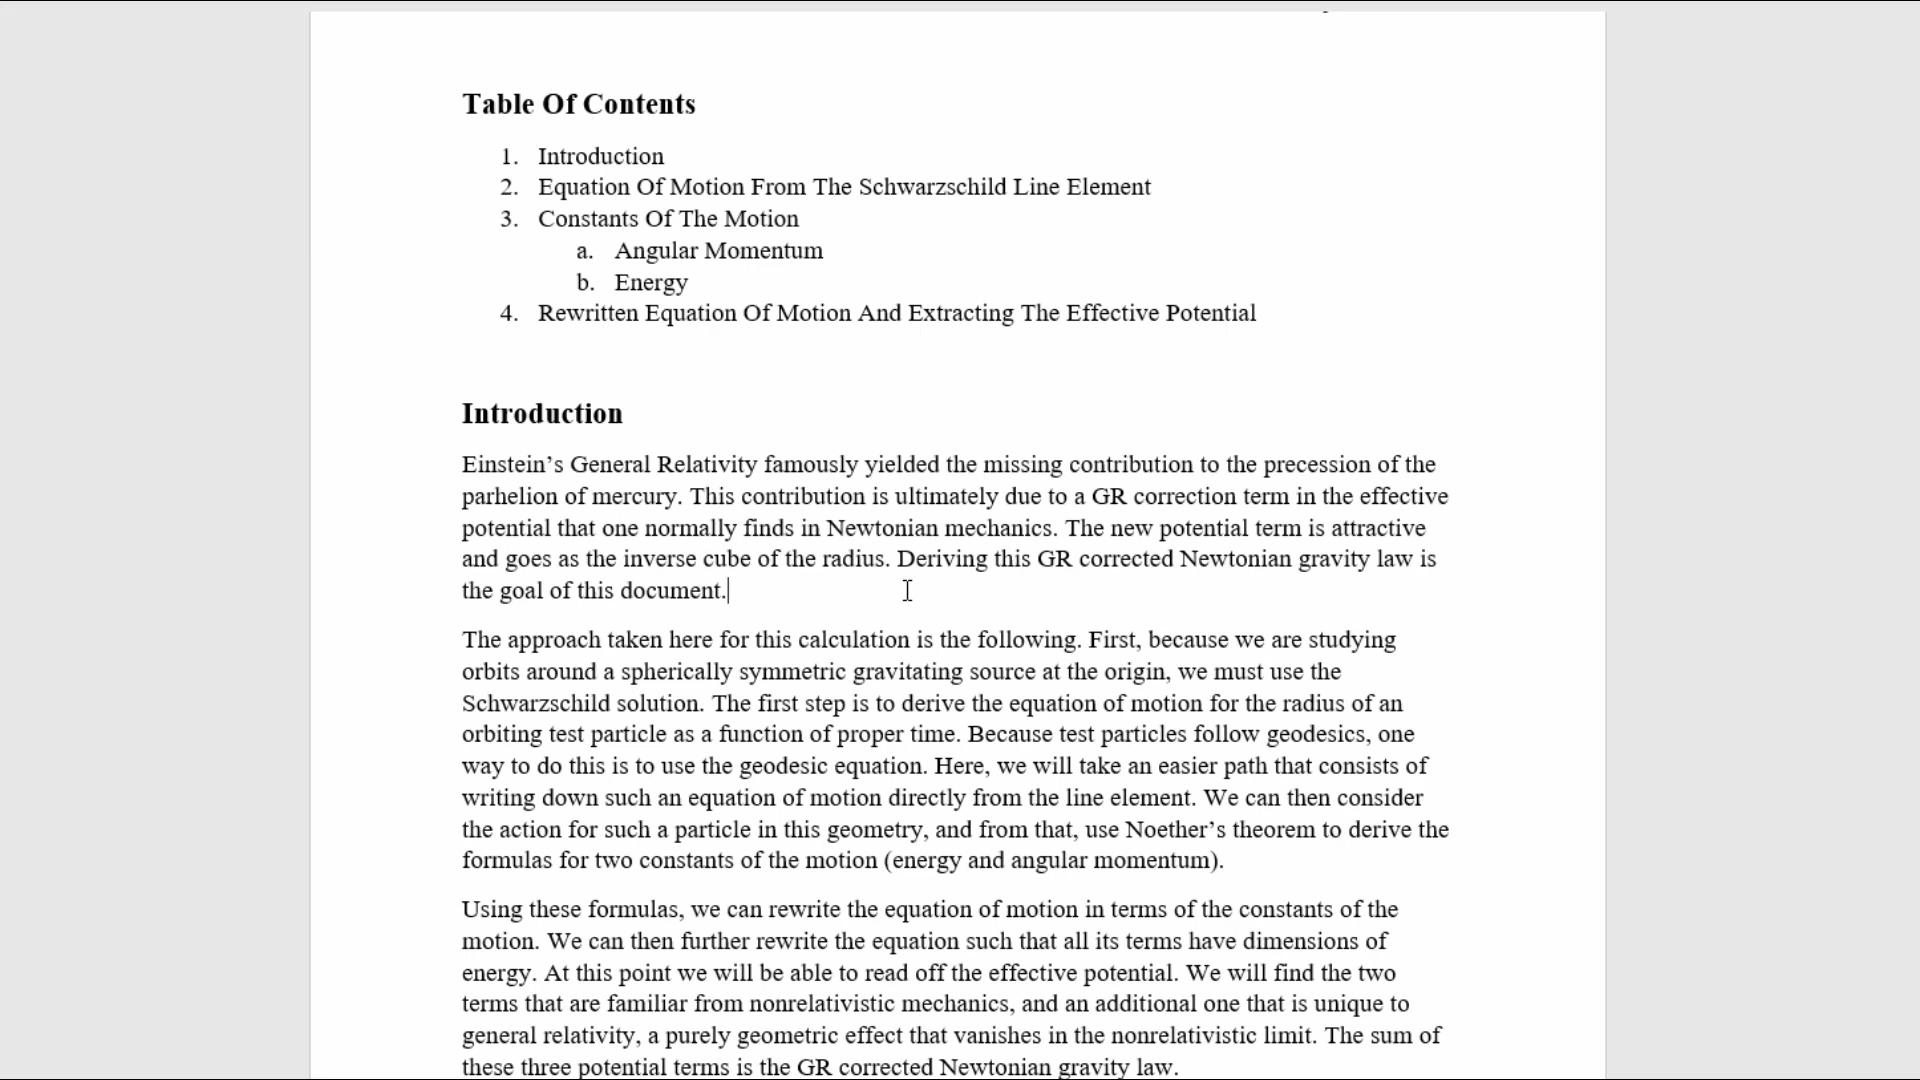 Table Of Contents
1. Introduction
2. Equation Of Motion From The Schwarzschild Line Element
3. Constants Of The Motion
a. Angular Momentum
b. Energy
4. Rewritten Equation Of Motion And Extracting The Effective Potential
Introduction
Einstein’s General Relativity famously yielded the missing contribution to the precession of the
parhelion of mercury. This contribution is ultimately due to a GR correction term in the effective
potential that one normally finds in Newtonian mechanics. The new potential term is attractive
and goes as the inverse cube of the radius. Deriving this GR corrected Newtonian gravity law is
the goal of this document.
The approach taken here for this calculation is the following. First, because we are studying
orbits around a spherically symmetric gravitating source at the origin, we must use the
Schwarzschild solution. The first step is to derive the equation of motion for the radius of an
orbiting test particle as a function of proper time. Because test particles follow geodesics, one
way to do this is to use the geodesic equation. Here, we will take an easier path that consists of
writing down such an equation of motion directly from the line element. We can then consider
the action for such a particle in this geometry, and from that, use Noether’s theorem to derive the
formulas for two constants of the motion (energy and angular momentum).
Using these formulas, we can rewrite the equation of motion in terms of the constants of the
motion. We can then further rewrite the equation such that all its terms have dimensions of
energy. At this point we will be able to read off the effective potential. We will find the two
terms that are familiar from nonrelativistic mechanics, and an additional one that is unique to
general relativity, a purely geometric effect that vanishes in the nonrelativistic limit. The sum of
these three potential terms is the GR corrected Newtonian gravity law.